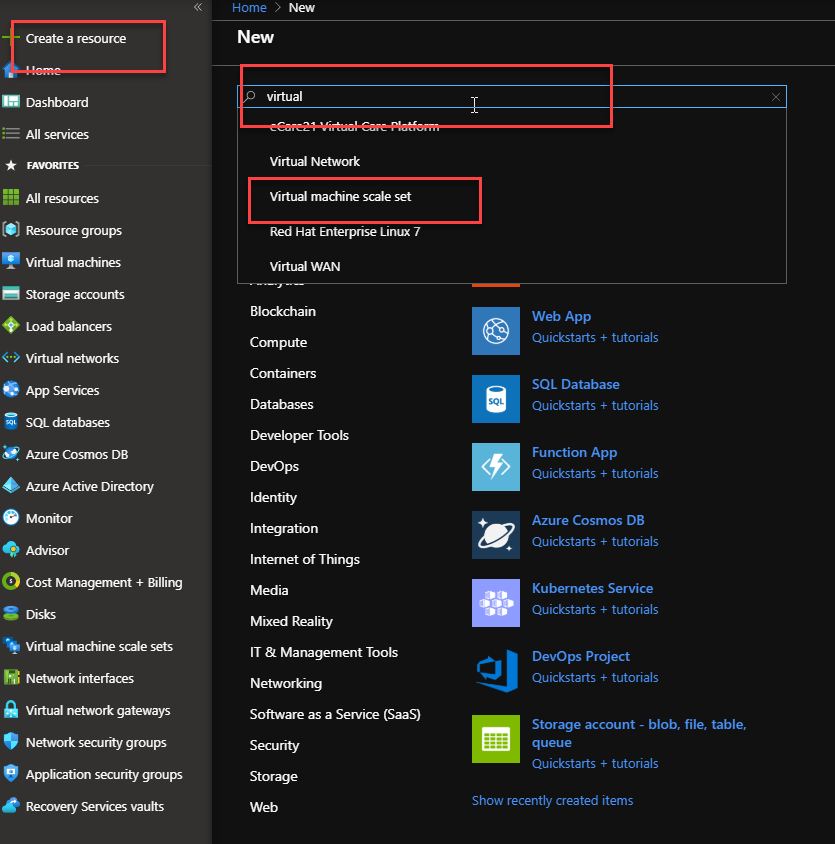 «
Create a resource
Home
Dashboard
All services
FAVORITES
All resources
Resource groups
Virtual machines
Storage accounts
Load balancers
Virtual networks
App Services
SQL databases
Azure Cosmos DB
Azure Active Directory
Monitor
Advisor
Cost Management + Billing
Disks
Virtual machine scale sets
Network interfaces
Virtual network gateways
Network security groups
Application security groups
Recovery Services vaults
Home > New
New
virtual
eCare21 Virtual Care Platform
Virtual Network
Virtual machine scale set
Red Hat Enterprise Linux 7
Virtual WAN
Analytics
Blockchain
Compute
Containers
Databases
Developer Tools
DevOps
Identity
Integration
Internet of Things
Media
Mixed Reality
IT & Management Tools
Networking
Software as a Service (SaaS)
Security
Storage
Web
Web App
Quickstarts + tutorials
SQL
SQL Database
Quickstarts + tutorials
Function App
Quickstarts + tutorials
Azure Cosmos DB
Quickstarts + tutorials
Kubernetes Service
Quickstarts + tutorials
DevOps Project
Quickstarts + tutorials
Storage account - blob, file, table,
queue
Quickstarts + tutorials
Show recently created items